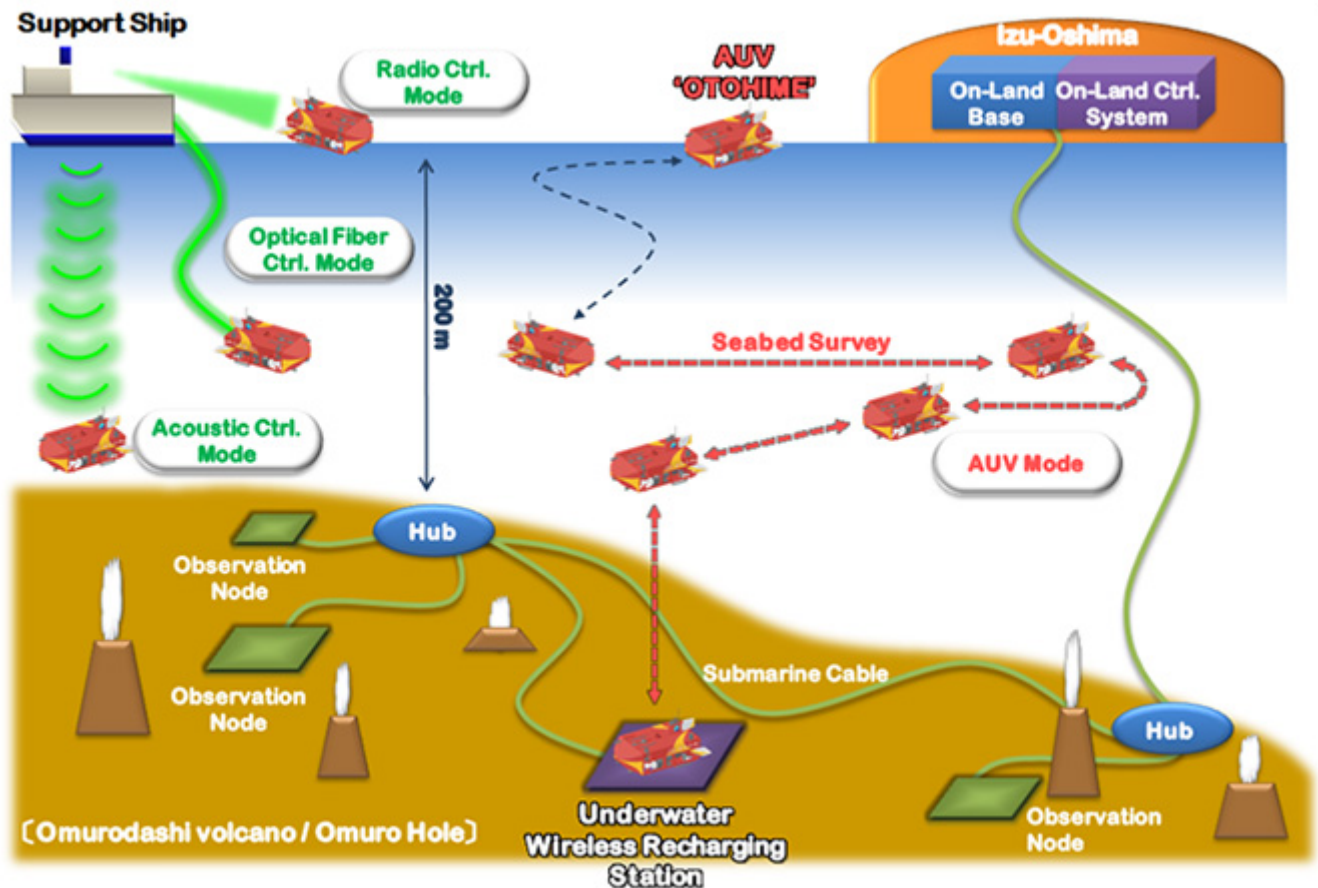 Support Ship
Radio Ctrl.
Mode
AUV
'OTOHIME'
Izu-Oshima
On-Land
Base
On-Land Ctrl.
System
Optical Fiber
Ctrl. Mode
200 m
Seabed Survey
Acoustic Ctrl.
Mode
AUV Mode
Hub
Observation
Node
Observation
Node
Submarine Cable
Hub
Observation
Node
Underwater
Wireless Recharging
Station
〔Omurodashi volcano / Omuro Hole〕